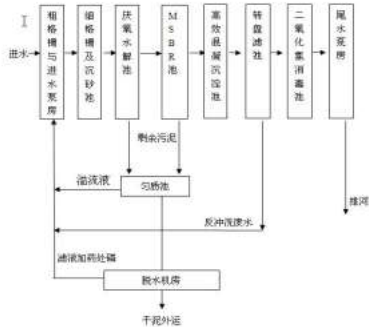 进水
粗格栅与进水泵房
细格栅及沉砂池
厌氧水解池
MSBR池
高效混凝沉淀池
转盘滤池
二氧化氯消毒池
尾水泵房
剩余污泥
溢流液
匀质池
排河
反冲洗废水
滤液加药处磷
脱水机房
干泥外运